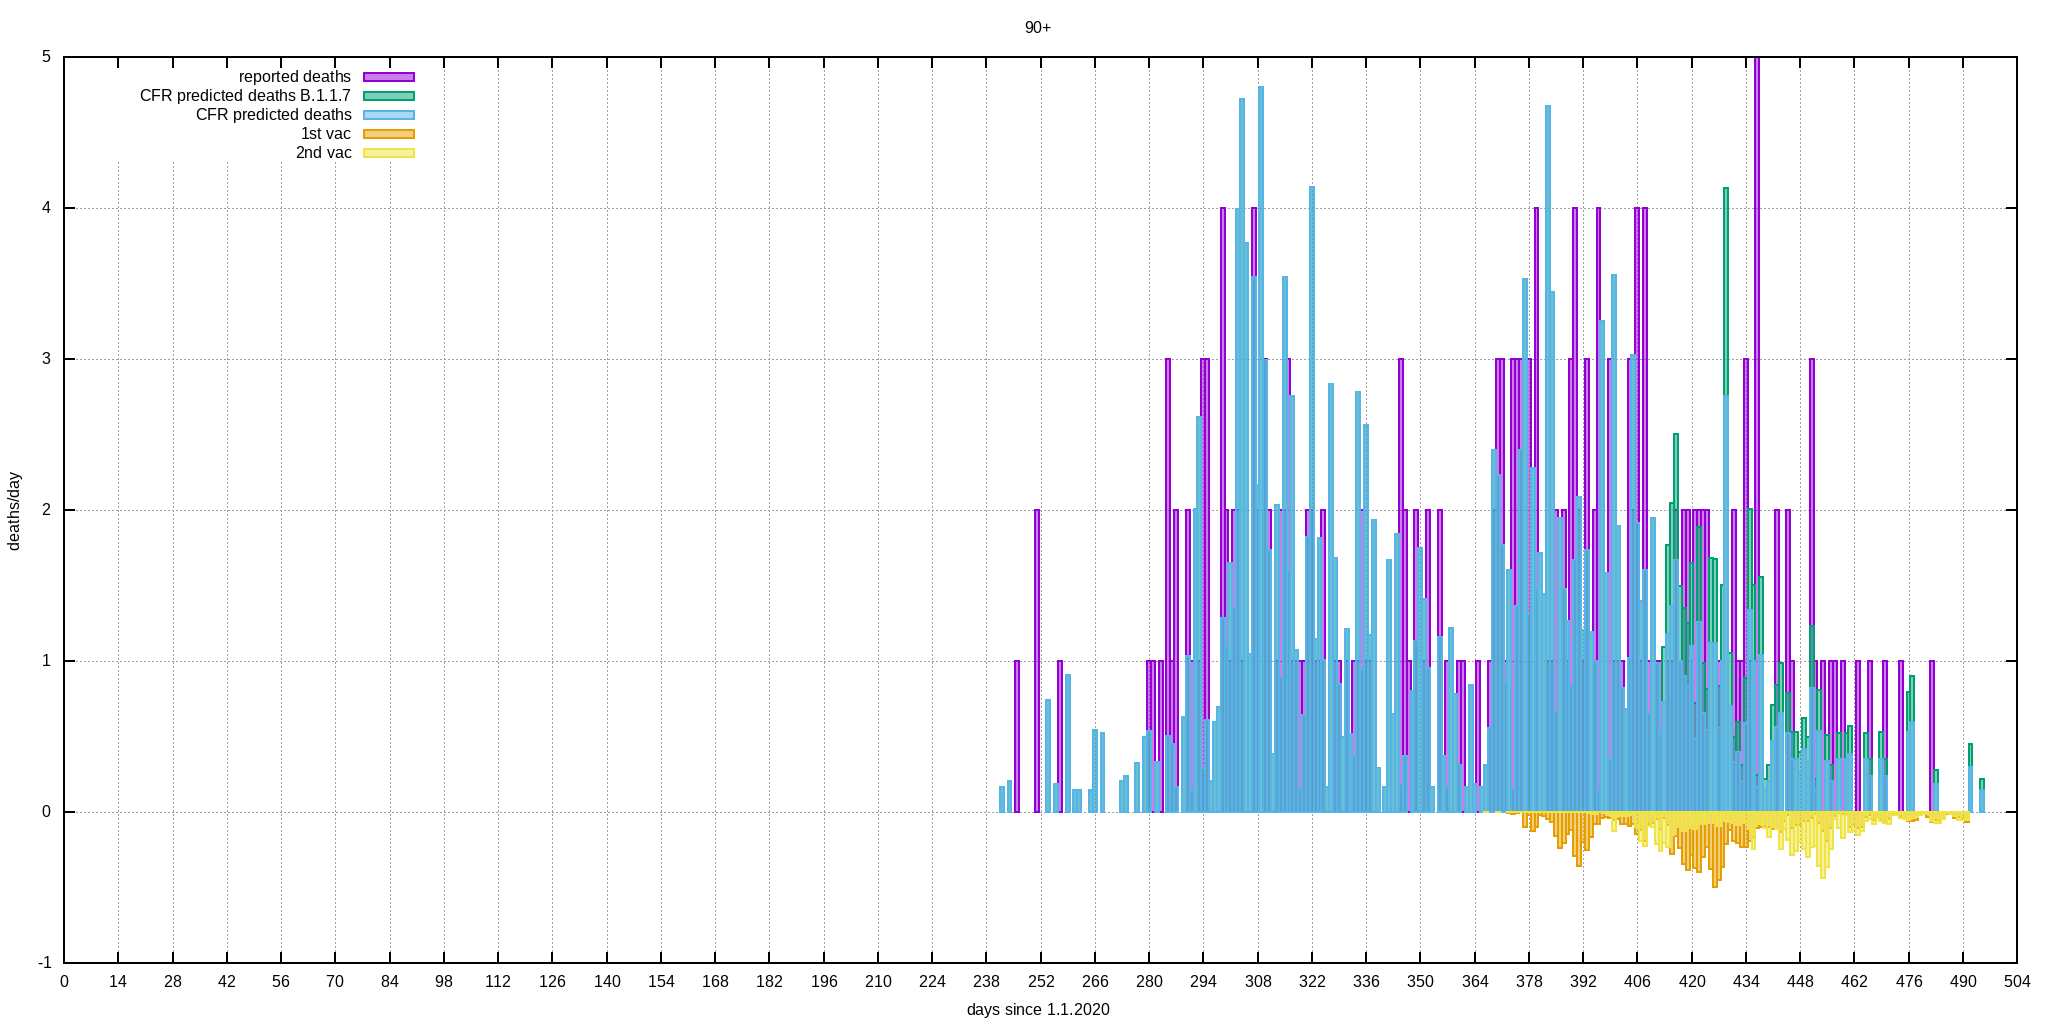 90+
reported deaths
CFR predicted deaths B.1.1.7
CFR predicted deaths
1st vac
2nd vac
5
4
3
2
1
0
-1
deaths/day
0 14 28 42 56 70 84 98 112 126 140 154 168 182 196 210 224 238 252 266 280 294 308 322 336 350 364 378 392 406 420 434 448 462 476 490 504
days since 1.1.2020